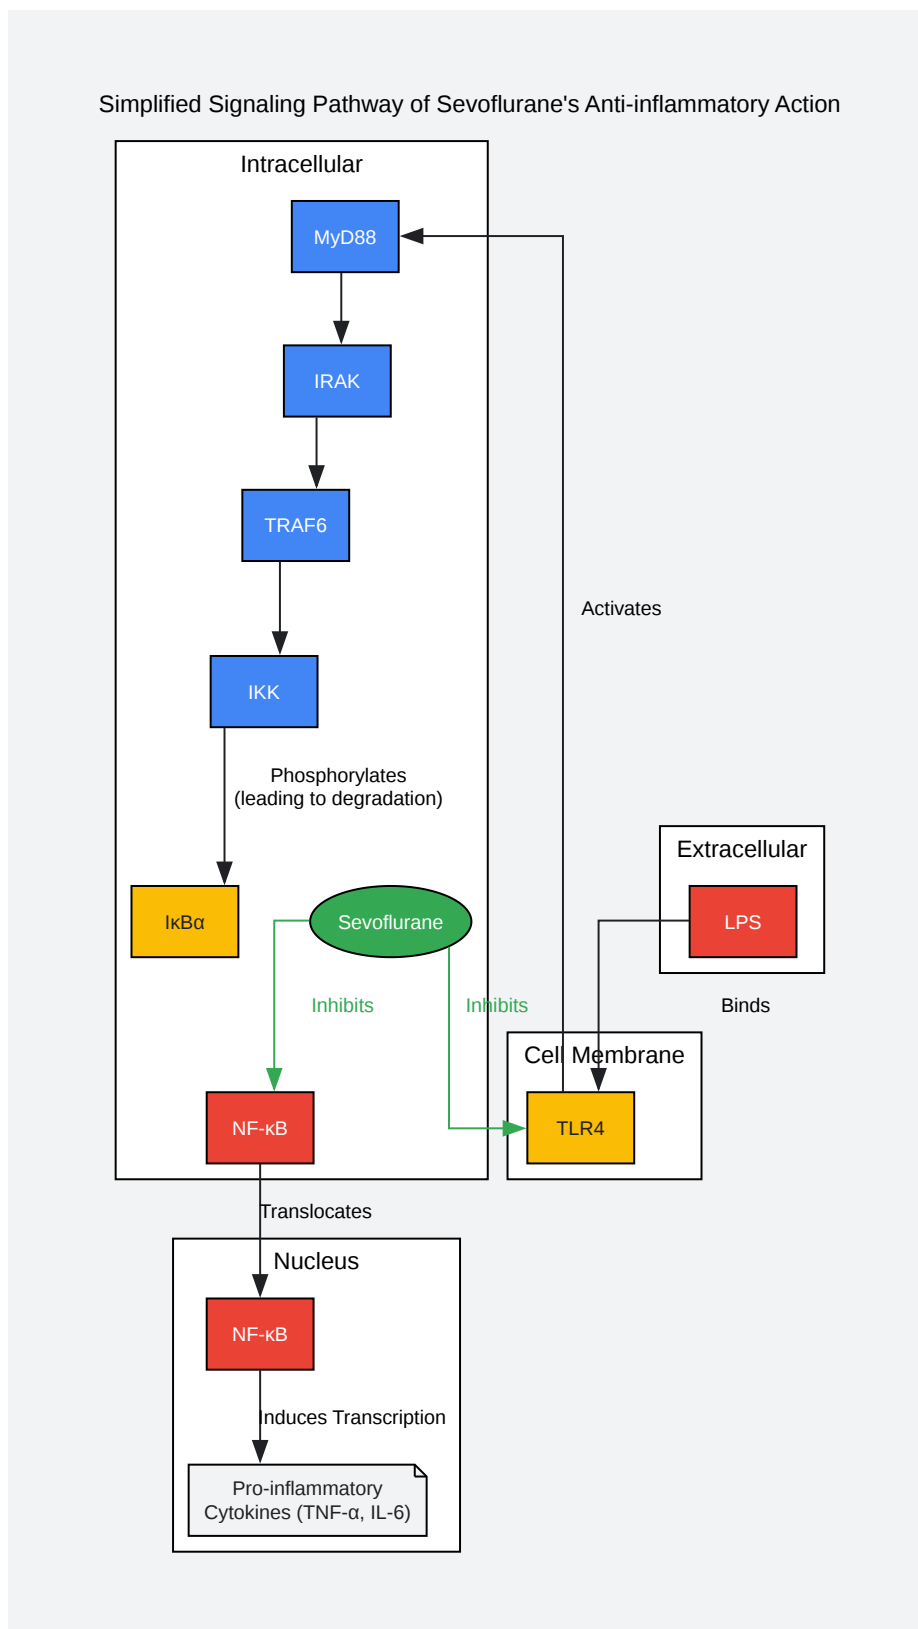 Simplified Signaling Pathway of Sevoflurane's Anti-inflammatory Action
Intracellular
MyD88
IRAK
TRAF6
Activates
IKK
Phosphorylates
(leading to degradation)
Extracellular
IκBα
Sevoflurane
LPS
Inhibits
Inhibits
Binds
Cell Membrane
NF-κB
TLR4
Translocates
Nucleus
NF-κB
Induces Transcription
Pro-inflammatory
Cytokines (TNF-α, IL-6)